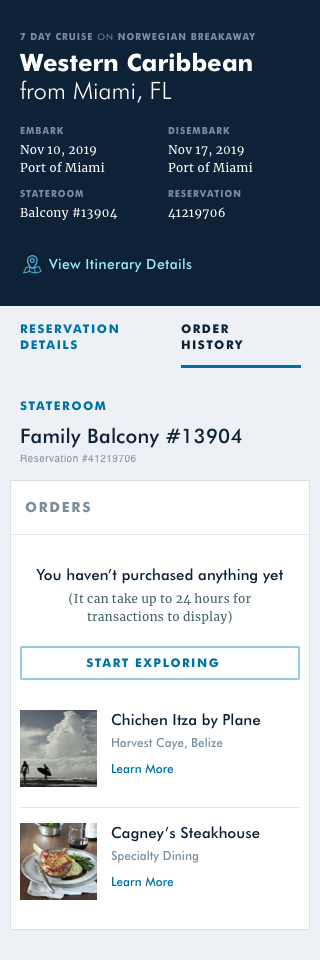 7 DAY CRUISE ON NORWEGIAN BREAKAWAY
Western Caribbean
from Miami, FL
EMBARK
Nov 10, 2019
Port of Miami
DISEMBARK
Nov 17, 2019
Port of Miami
STATEROOM
Balcony #13904
RESERVATION
41219706
View Itinerary Details
RESERVATION
DETAILS
ORDER
HISTORY
STATEROOM
Family Balcony #13904
Reservation #41219706
ORDERS
You haven’t purchased anything yet
(It can take up to 24 hours for
transactions to display)
START EXPLORING
Chichen Itza by Plane
Harvest Caye, Belize
Learn More
Cagney’s Steakhouse
Specialty Dining
Learn More